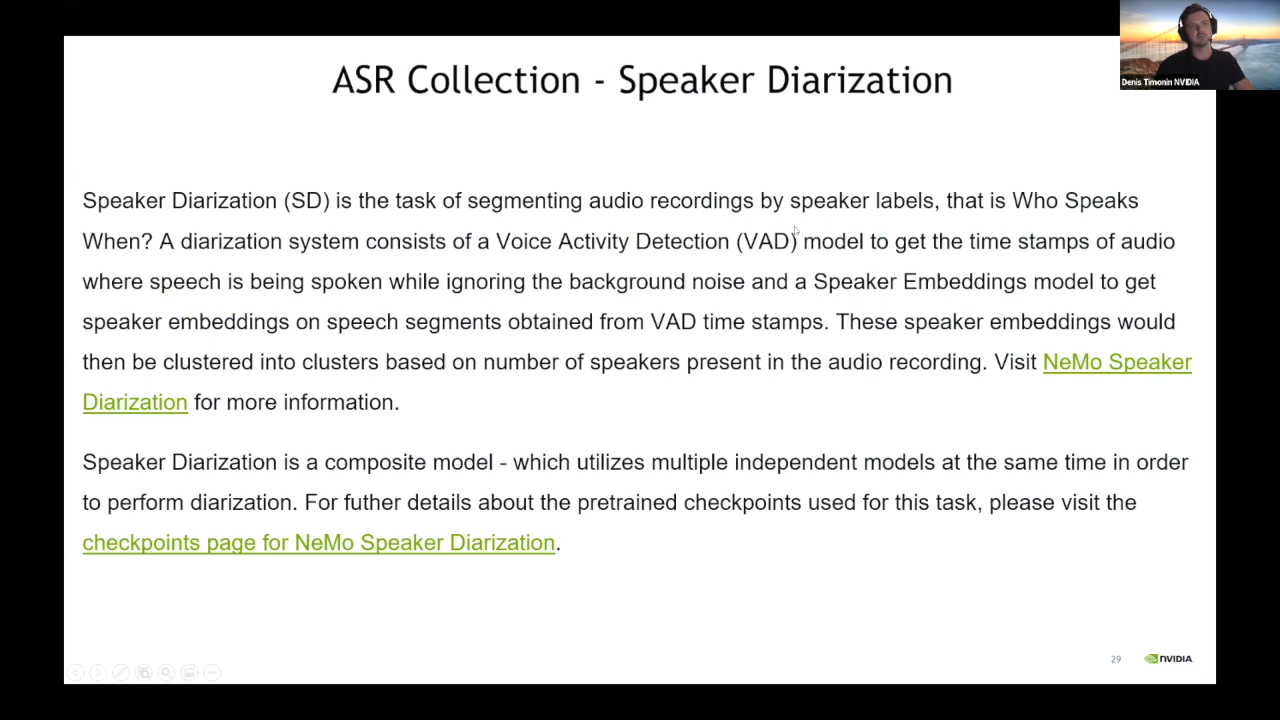 Denis Timonin NVIDIA
ASR Collection - Speaker Diarization
Speaker Diarization (SD) is the task of segmenting audio recordings by speaker labels, that is Who Speaks
When? A diarization system consists of a Voice Activity Detection (VAD) model to get the time stamps of audio
where speech is being spoken while ignoring the background noise and a Speaker Embeddings model to get
speaker embeddings on speech segments obtained from VAD time stamps. These speaker embeddings would
then be clustered into clusters based on number of speakers present in the audio recording. Visit NeMo Speaker
Diarization for more information.
Speaker Diarization is a composite model - which utilizes multiple independent models at the same time in order
to perform diarization. For futher details about the pretrained checkpoints used for this task, please visit the
checkpoints page for NeMo Speaker Diarization.
29
NVIDIA